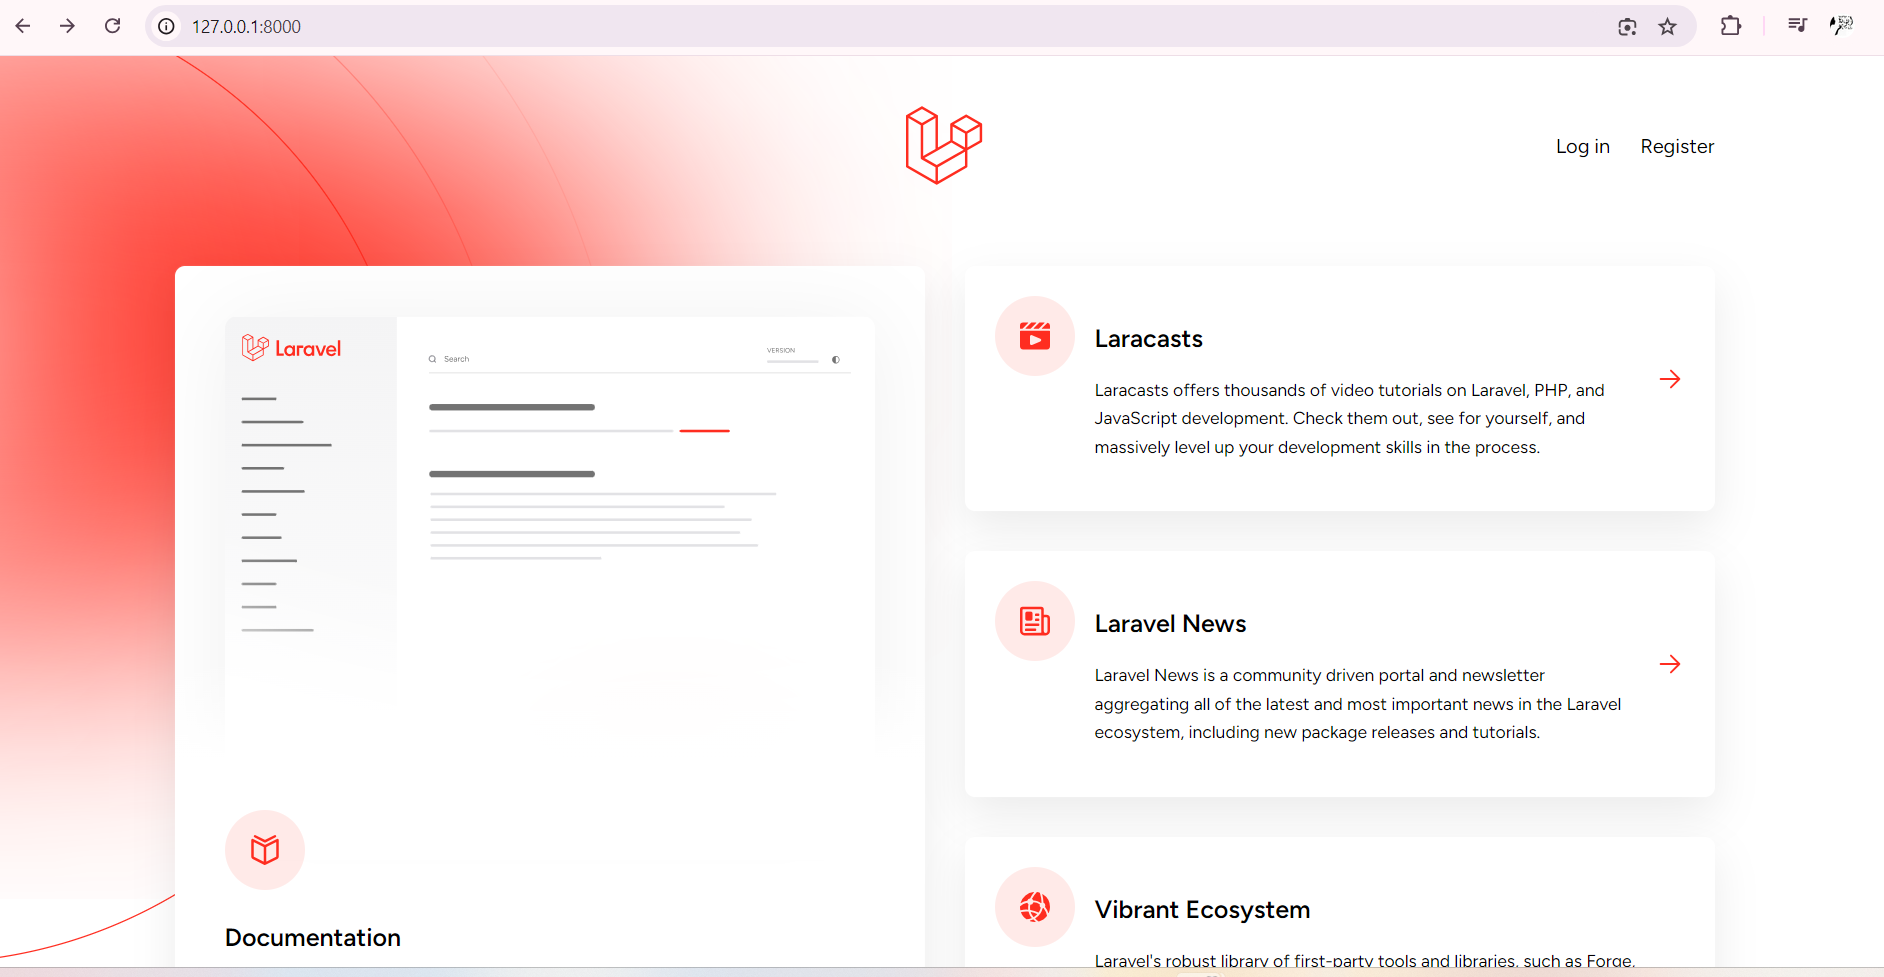 127.0.0.1:8000
Log in
Register
Laravel
Search
VERSION
Documentation
Laracasts
Laracasts offers thousands of video tutorials on Laravel, PHP, and
JavaScript development. Check them out, see for yourself, and
massively level up your development skills in the process.
Laravel News
Laravel News is a community driven portal and newsletter
aggregating all of the latest and most important news in the Laravel
ecosystem, including new package releases and tutorials.
Vibrant Ecosystem
Laravel's robust library of first-party tools and libraries, such as Forge,